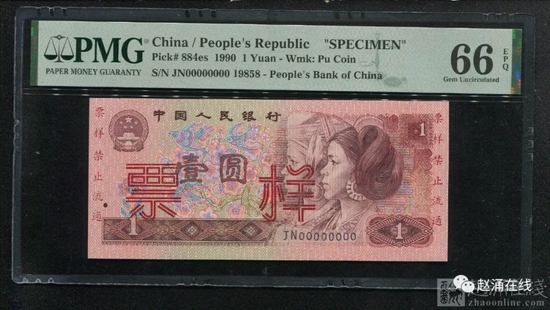 PMG
PAPER MONEY GUARANTY
China / People's Republic "SPECIMEN"
Pick# 884es 1990 1 Yuan - Wmk: Pu Coin
S/N JN00000000 19858 - People's Bank of China
66 EPQ
Gem Uncirculated
中国人民银行
1
票样禁止流通
壹圆
票样
票样禁止流通
JN00000000
1
1
赵涌在线
zhaoonline.com